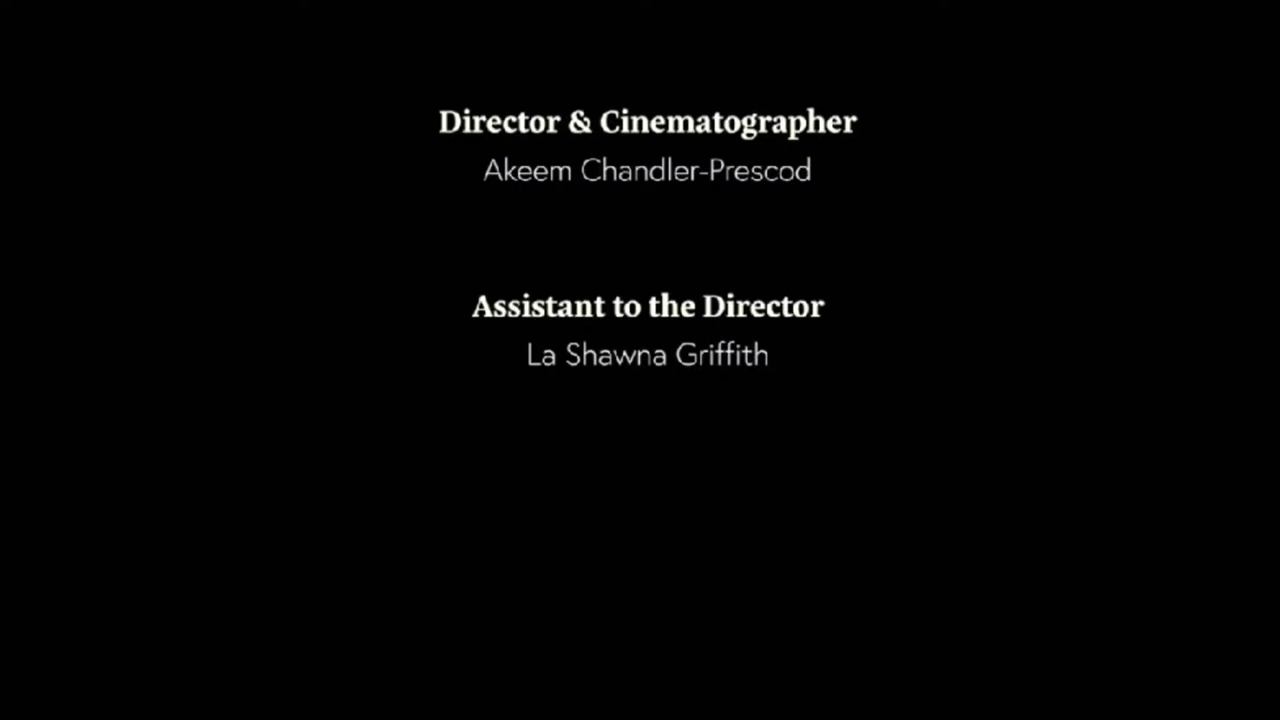 Director & Cinematographer
Akeem Chandler-Prescod
Assistant to the Director
La Shawna Griffith